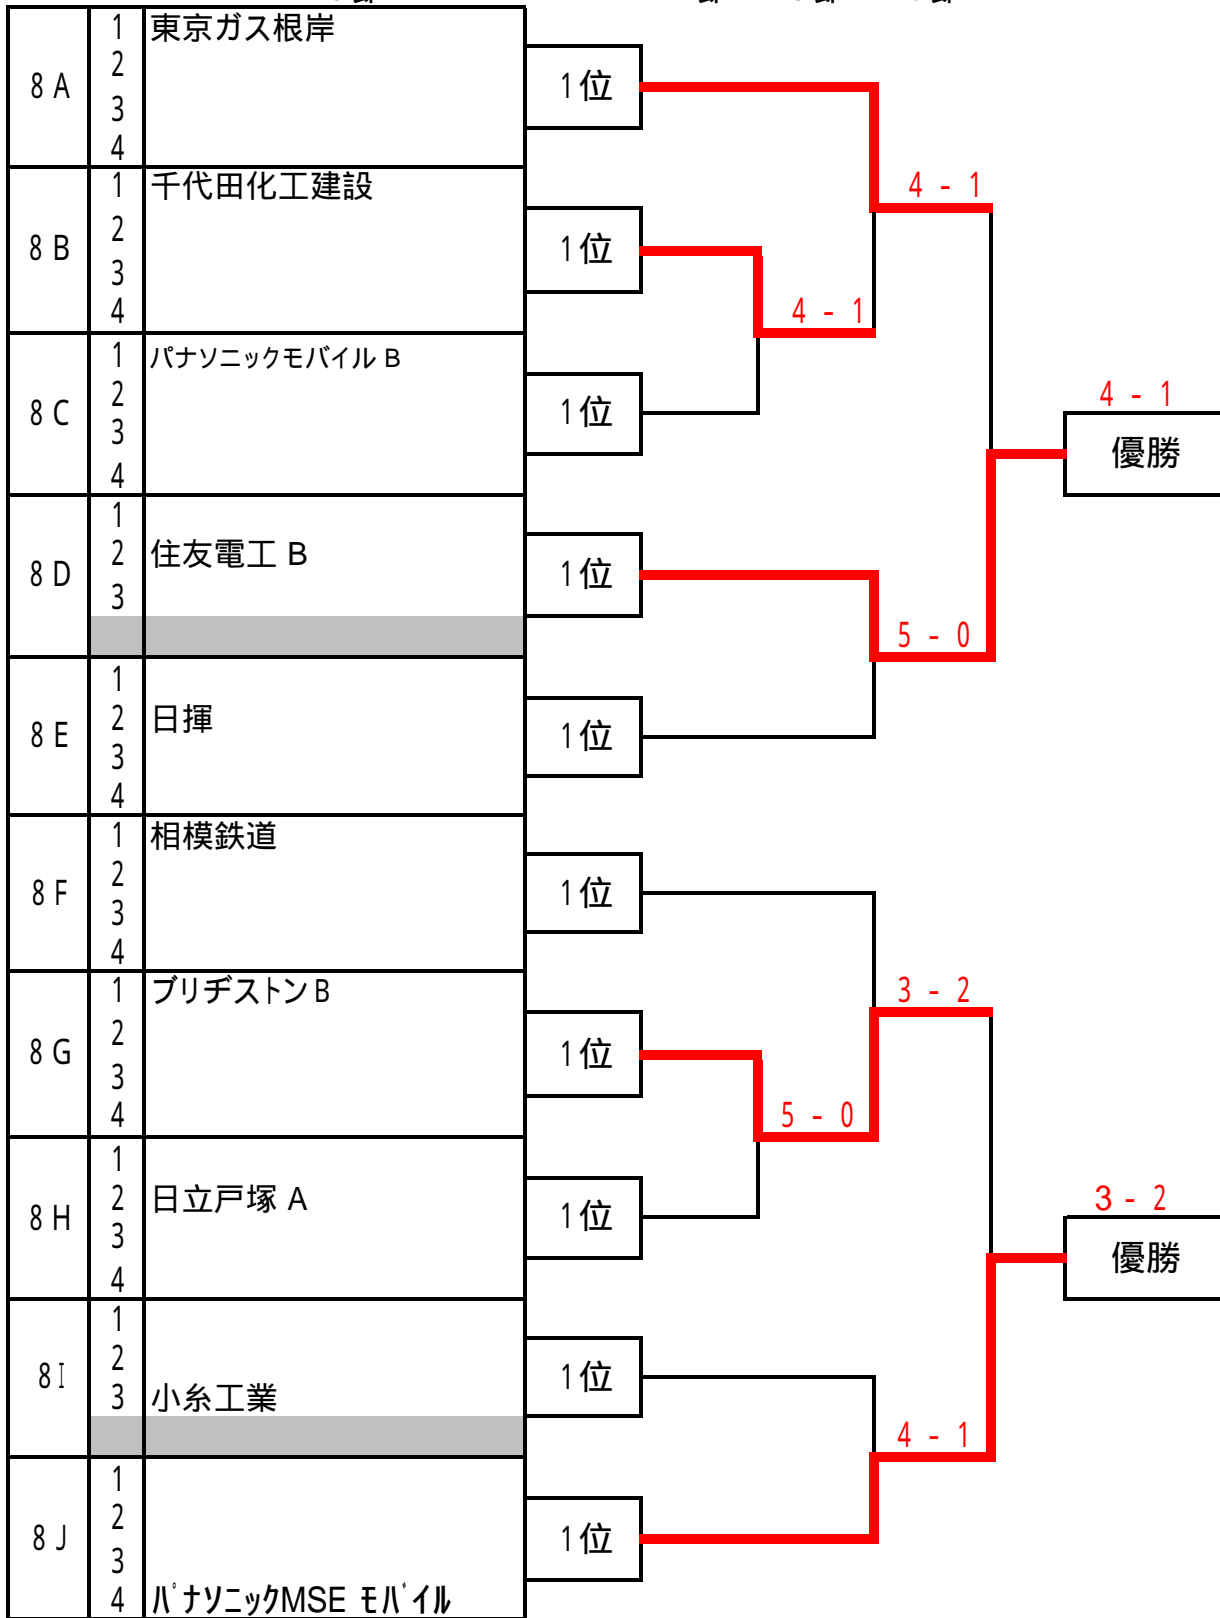 1 東京ガス根岸
2
8 A
1位
3
4
1 千代田化工建設
4 - 1
2
8 B
1位
3
4
4 - 1
1 パナソニックモバイル B
2
4 - 1
8 C
1位
3
優勝
4
1
2 住友電工 B
8 D
1位
3
5 - 0
1
2 日揮
8 E
1位
3
4
1 相模鉄道
2
8 F
1位
3
4
1 ブリヂストンB
3 - 2
2
8 G
1位
3
4
5 - 0
1
2 日立戸塚 A
3 - 2
8 H
1位
3
優勝
4
1
2
8 I
1位
3 小糸工業
4 - 1
1
2
8 J
1位
3
4 パナソニックMSE モバイル